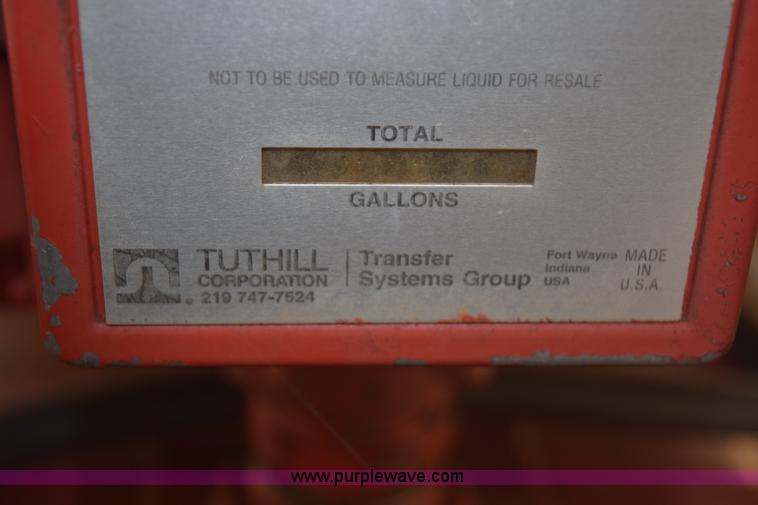 NOT TO BE USED TO MEASURE LIQUID FOR RESALE
TOTAL
GALLONS
TUTHILL
CORPORATION
219 747-7524
Transfer
Systems Group
Fort Wayna
Indiana
USA
MADE
IN
U.S.A.
www.purplewave.com